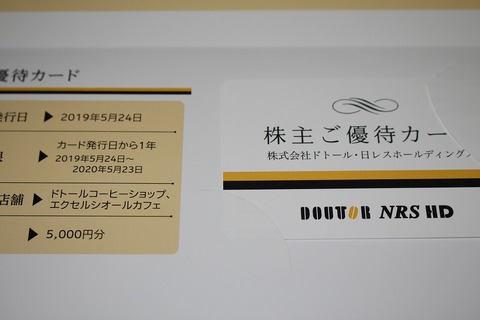 優待カード
発行日 ▶ 2019年5月24日
▶ カード発行日から1年
2019年5月24日～
2020年5月23日
店舗 ▶ ドトールコーヒーショップ、
エクセルシオールカフェ
▶ 5,000円分
株主ご優待カー
株式会社ドトール・日レスホールディング
DOUTOR NRS HD